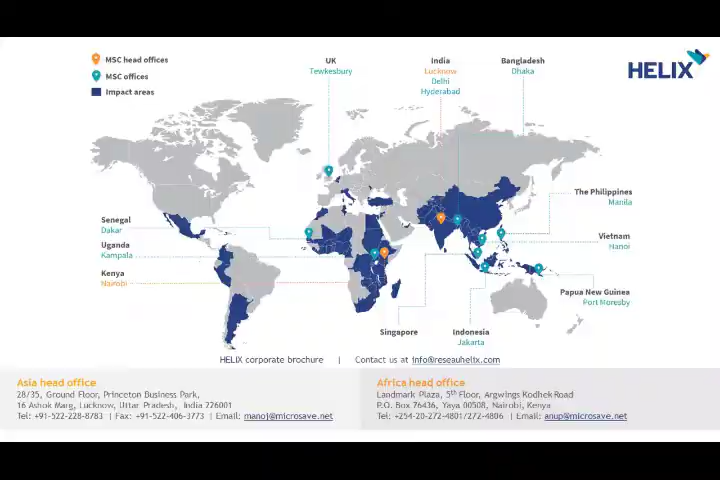 MSC head offices
MSC offices
Impact areas
UK
Tewkesbury
India
Lucknow
Delhi
Hyderabad
Bangladesh
Dhaka
HELIX
The Philippines
Manila
Senegal
Dakar
Uganda
Kampala
Vietnam
Hanoi
Kenya
Nairobi
Papua New Guinea
Port Moresby
Singapore
Indonesia
Jakarta
HELIX corporate brochure | Contact us at info@reseauhelix.com
Asia head office
28/35, Ground Floor, Princeton Business Park,
16 Ashok Marg, Lucknow, Uttar Pradesh, India 226001
Tel: +91-522-228-8783 | Fax: +91-522-406-3773 | Email: manoj@microsave.net
Africa head office
Landmark Plaza, 5th Floor, Argwings Kodhek Road
P.O. Box 76436, Yaya 00508, Nairobi, Kenya
Tel: +254-20-272-4801/272-4806 | Email: anup@microsave.net